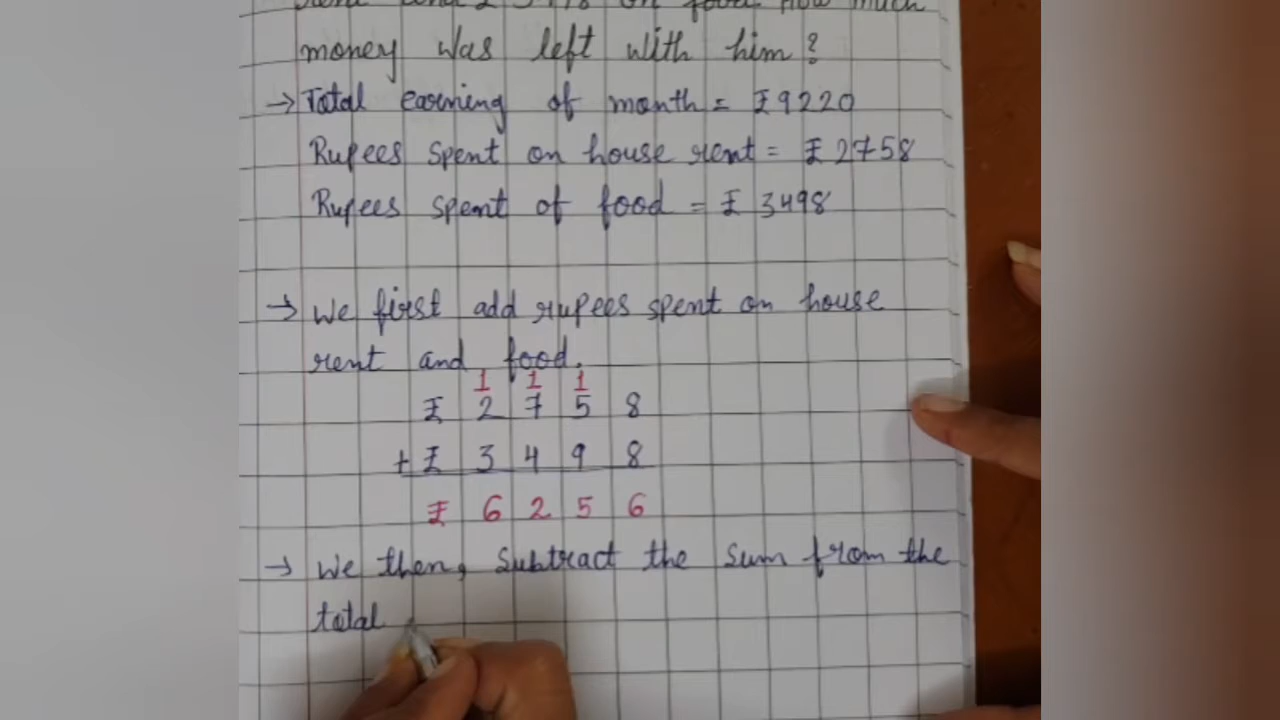 money was left with him?
→ Total earning of month = ₹9220
Rupees spent on house rent = ₹ 2758
Rupees spent of food = ₹ 3498
→ We first add rupees spent on house
rent and food.
1 1 1
₹ 2 7 5 8
+ ₹ 3 4 9 8
₹ 6 2 5 6
→ We then, Subtract the Sum from the
total